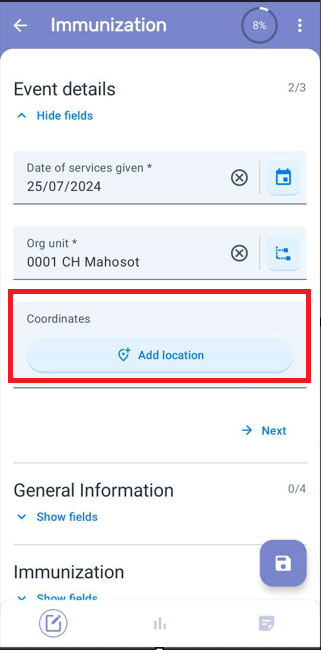 Immunization
8%
Event details
2/3
Hide fields
Date of services given *
25/07/2024
Org unit *
0001 CH Mahosot
Coordinates
Add location
Next
General Information
0/4
Show fields
Immunization
Show fields